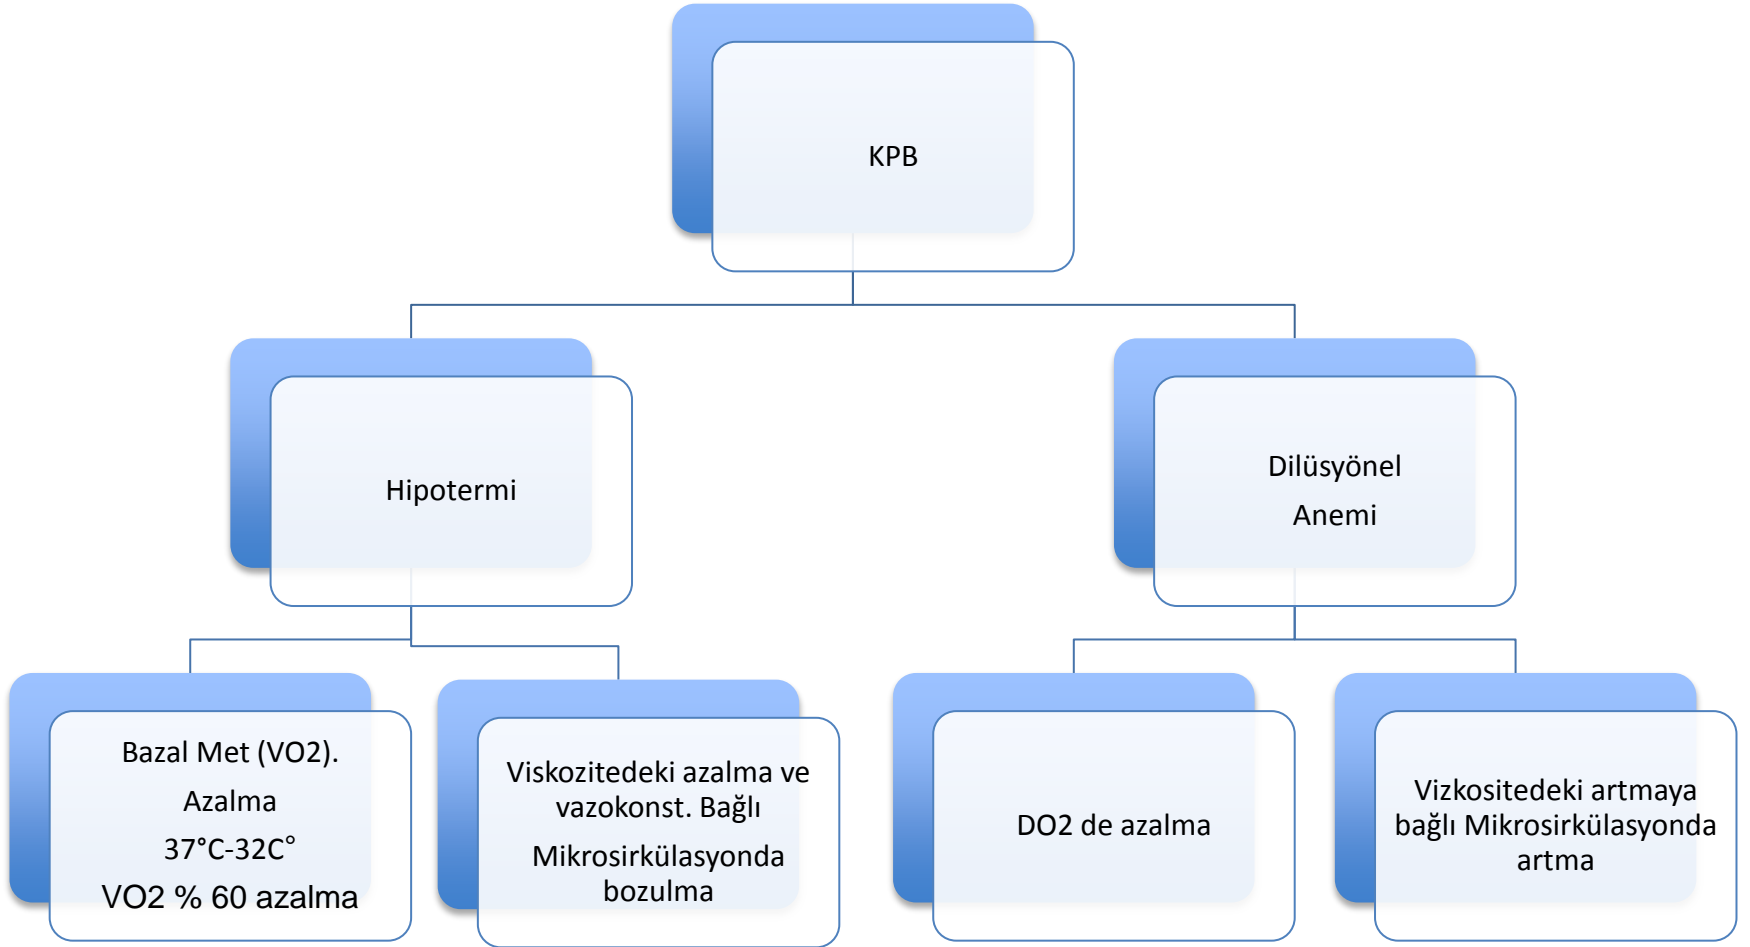 KPB
Hipotermi
Dilüsyönel
Anemi
Bazal Met (VO2).
Azalma
37°C-32C°
VO2 % 60 azalma
Viskozitedeki azalma ve
vazokonst. Bağlı
Mikrosirkülasyonda
bozulma
DO2 de azalma
Vizkositedeki artmaya
bağlı Mikrosirkülasyonda
artma